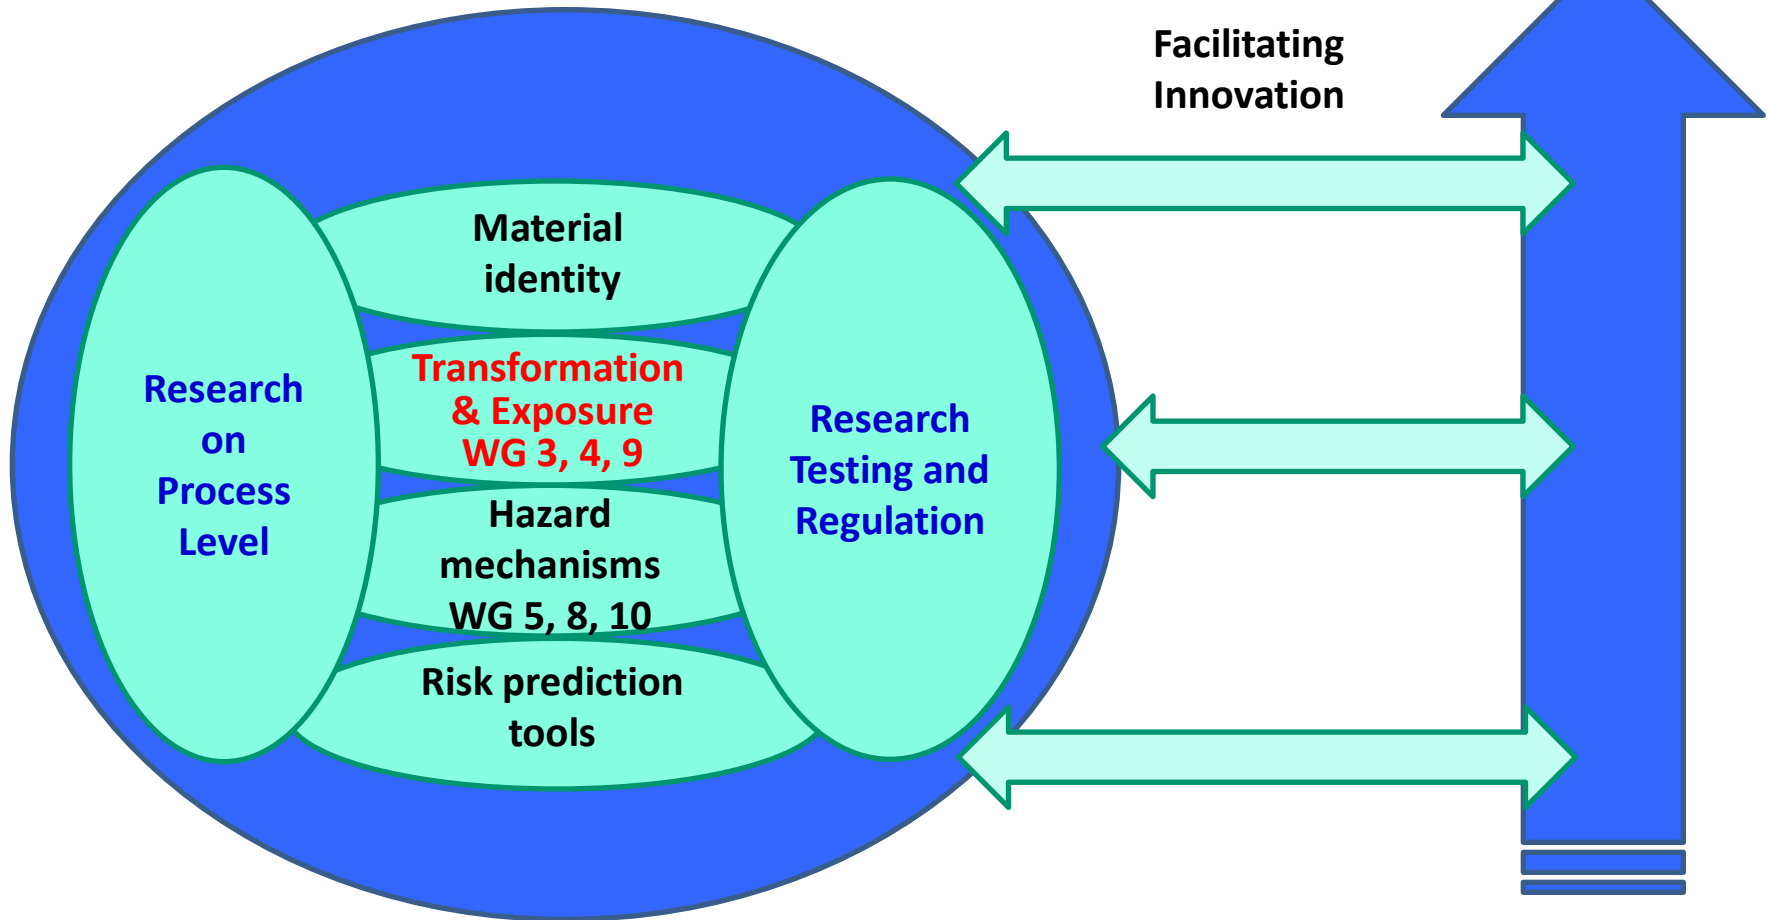 Facilitating
Innovation
Material
identity
Transformation
& Exposure
WG 3, 4, 9
Hazard
mechanisms
WG 5, 8, 10
Risk prediction
tools
Research
on
Process
Level
Research
Testing and
Regulation